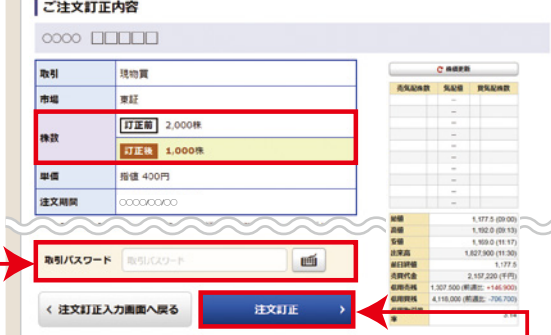 ご注文訂正内容
○○○○ □□□□□
取引 現物買
市場 東証
株数 訂正前 2,000株
訂正後 1,000株
単価 指値 400円
注文期間 ○○○○/○○/○○
取引パスワード 取引パスワード
< 注文訂正入力画面へ戻る
注文訂正 >
株価更新
売気配株数 気配値 買気配株数
–
–
–
–
–
–
–
–
–
–
始値 1,177.5 (09:00)
高値 1,192.0 (09:13)
安値 1,169.0 (11:17)
出来高 1,827,900 (11:30)
前日終値 1,177.5
売買代金 2,157,220 (千円)
信用売残 1,307,500 (前週比 +146,900)
信用買残 4,118,000 (前週比 -706,700)
率 3.14